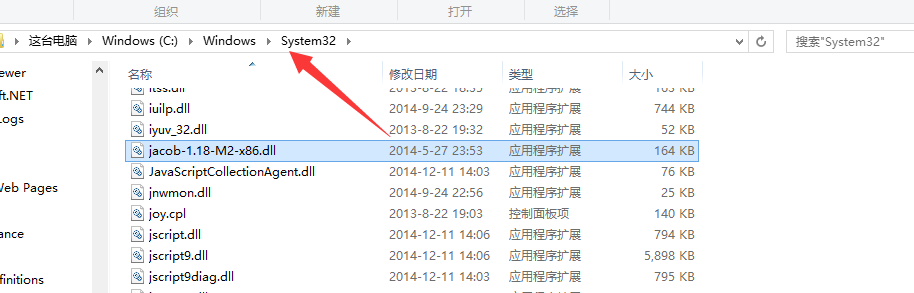 组织 新建 打开 选择
这台电脑 Windows (C:) Windows System32 搜索"System32"
ewer 名称 修改日期 类型 大小
itss.dll 2013-8-22 18:35 应用程序扩展 165 KB
ft.NET iuilp.dll 2014-9-24 23:29 应用程序扩展 744 KB
Logs iyuv_32.dll 2013-8-22 19:32 应用程序扩展 52 KB
jacob-1.18-M2-x86.dll 2014-5-27 23:53 应用程序扩展 164 KB
JavaScriptCollectionAgent.dll 2014-12-11 14:03 应用程序扩展 76 KB
Web Pages jnwmon.dll 2014-9-24 22:56 应用程序扩展 25 KB
joy.cpl 2013-8-22 19:03 控制面板项 140 KB
ance jscript.dll 2014-12-11 14:06 应用程序扩展 794 KB
jscript9.dll 2014-12-11 14:06 应用程序扩展 5,898 KB
finitions jscript9diag.dll 2014-12-11 14:03 应用程序扩展 795 KB